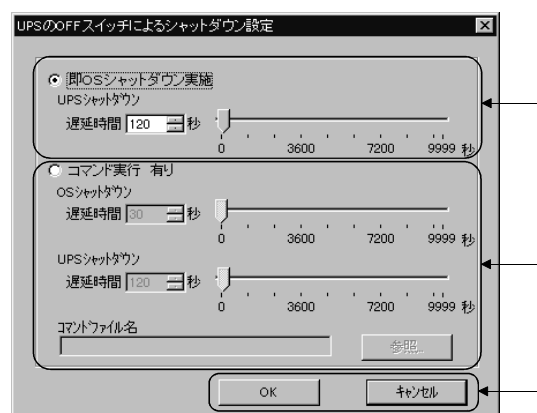 UPSのOFFスイッチによるシャットダウン設定
即OSシャットダウン実施
UPSシャットダウン
遅延時間 120 秒
0 3600 7200 9999 秒
コマンド実行 有り
OSシャットダウン
遅延時間 30 秒
0 3600 7200 9999 秒
UPSシャットダウン
遅延時間 120 秒
0 3600 7200 9999 秒
コマンドファイル名
参照...
OK キャンセル